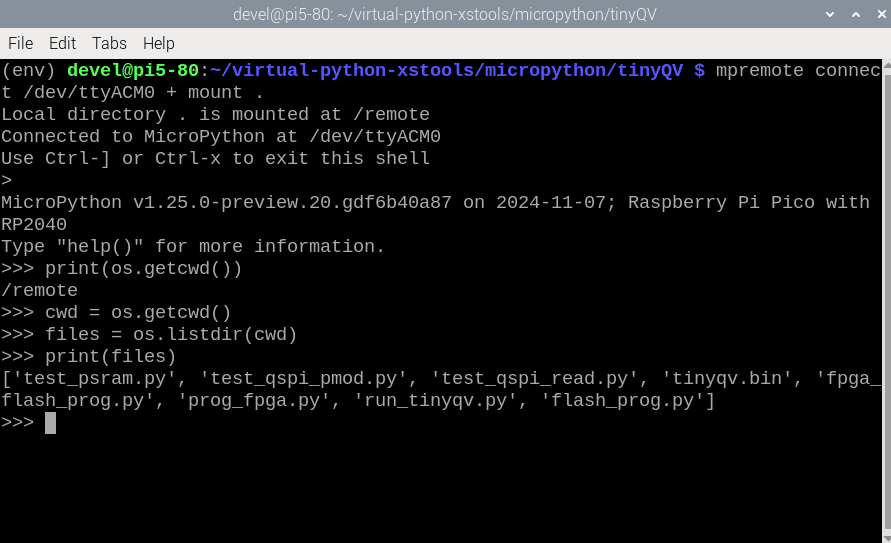 devel@pi5-80: ~/virtual-python-xstools/micropython/tinyQV
File Edit Tabs Help
(env) devel@pi5-80:~/virtual-python-xstools/micropython/tinyQV $ mpremote connec
t /dev/ttyACM0 + mount .
Local directory . is mounted at /remote
Connected to MicroPython at /dev/ttyACM0
Use Ctrl-] or Ctrl-x to exit this shell
>
MicroPython v1.25.0-preview.20.gdf6b40a87 on 2024-11-07; Raspberry Pi Pico with
RP2040
Type "help()" for more information.
>>> print(os.getcwd())
/remote
>>> cwd = os.getcwd()
>>> files = os.listdir(cwd)
>>> print(files)
['test_psram.py', 'test_qspi_pmod.py', 'test_qspi_read.py', 'tinyqv.bin', 'fpga_
flash_prog.py', 'prog_fpga.py', 'run_tinyqv.py', 'flash_prog.py']
>>>